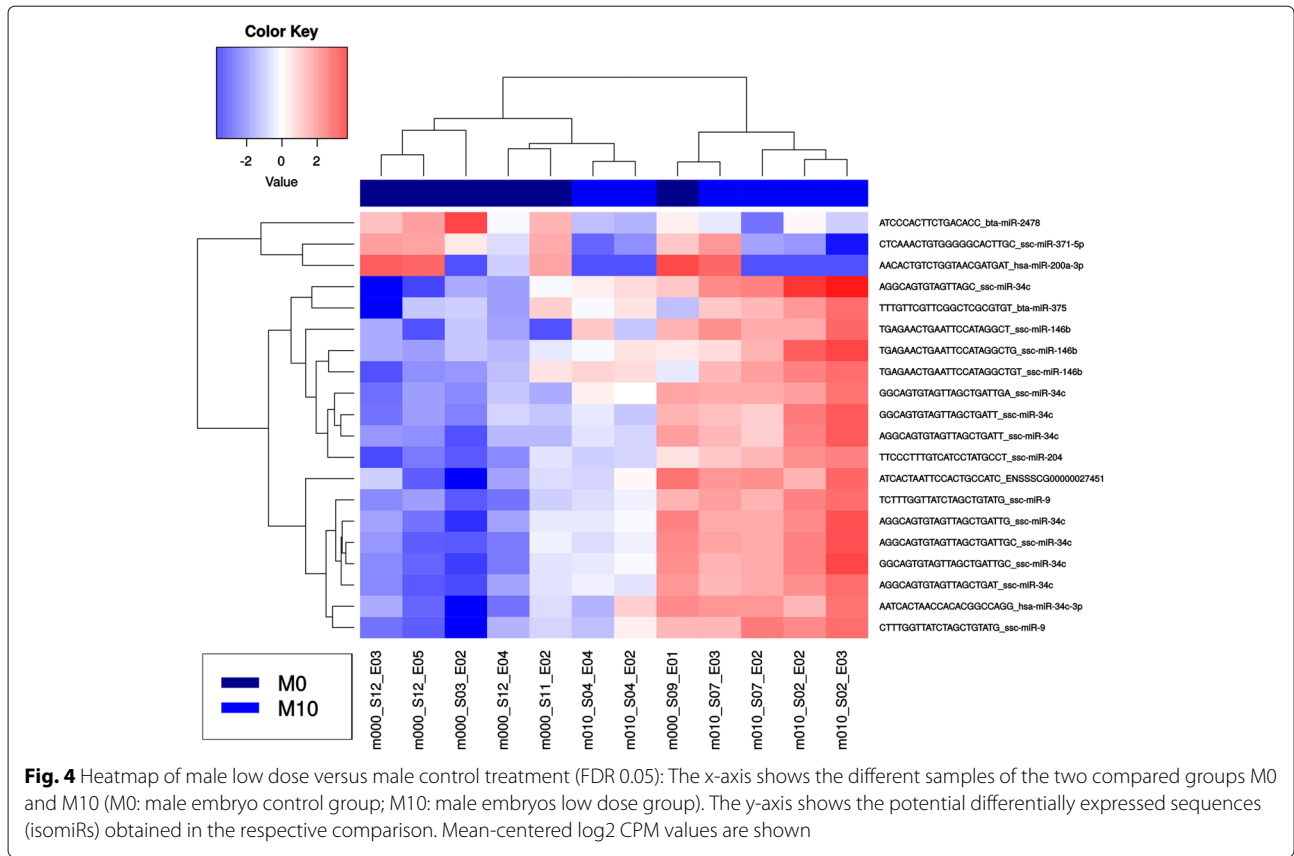 Color Key
-2 0 2
Value
ATCCCACTTCTGACACC_bta-miR-2478
CTCAAACTGTGGGGGCACTTGC_ssc-miR-371-5p
AACACTGTCTGGTAACGATGAT_hsa-miR-200a-3p
AGGCAGTGTAGTTAGC_ssc-miR-34c
TTTGTTCGTTCGGCTCGCGTGT_bta-miR-375
TGAGAACTGAATTCCATAGGCT_ssc-miR-146b
TGAGAACTGAATTCCATAGGCTG_ssc-miR-146b
TGAGAACTGAATTCCATAGGCTGT_ssc-miR-146b
GGCAGTGTAGTTAGCTGATTGA_ssc-miR-34c
GGCAGTGTAGTTAGCTGATT_ssc-miR-34c
AGGCAGTGTAGTTAGCTGATT_ssc-miR-34c
TTCCCTTTGTCATCCTATGCCT_ssc-miR-204
ATCACTAATTCCACTGCCATC_ENSSSCG00000027451
TCTTTGGTTATCTAGCTGTATG_ssc-miR-9
AGGCAGTGTAGTTAGCTGATTG_ssc-miR-34c
AGGCAGTGTAGTTAGCTGATTGC_ssc-miR-34c
GGCAGTGTAGTTAGCTGATTGC_ssc-miR-34c
AGGCAGTGTAGTTAGCTGAT_ssc-miR-34c
AATCACTAACCACACGGCCAGG_hsa-miR-34c-3p
CTTTGGTTATCTAGCTGTATG_ssc-miR-9
M0
M10
m000_S12_E03
m000_S12_E05
m000_S03_E02
m000_S12_E04
m000_S11_E02
m010_S04_E04
m010_S04_E02
m000_S09_E01
m010_S07_E03
m010_S07_E02
m010_S02_E02
m010_S02_E03
Fig. 4 Heatmap of male low dose versus male control treatment (FDR 0.05): The x-axis shows the different samples of the two compared groups M0
and M10 (M0: male embryo control group; M10: male embryos low dose group). The y-axis shows the potential differentially expressed sequences
(isomiRs) obtained in the respective comparison. Mean-centered log2 CPM values are shown